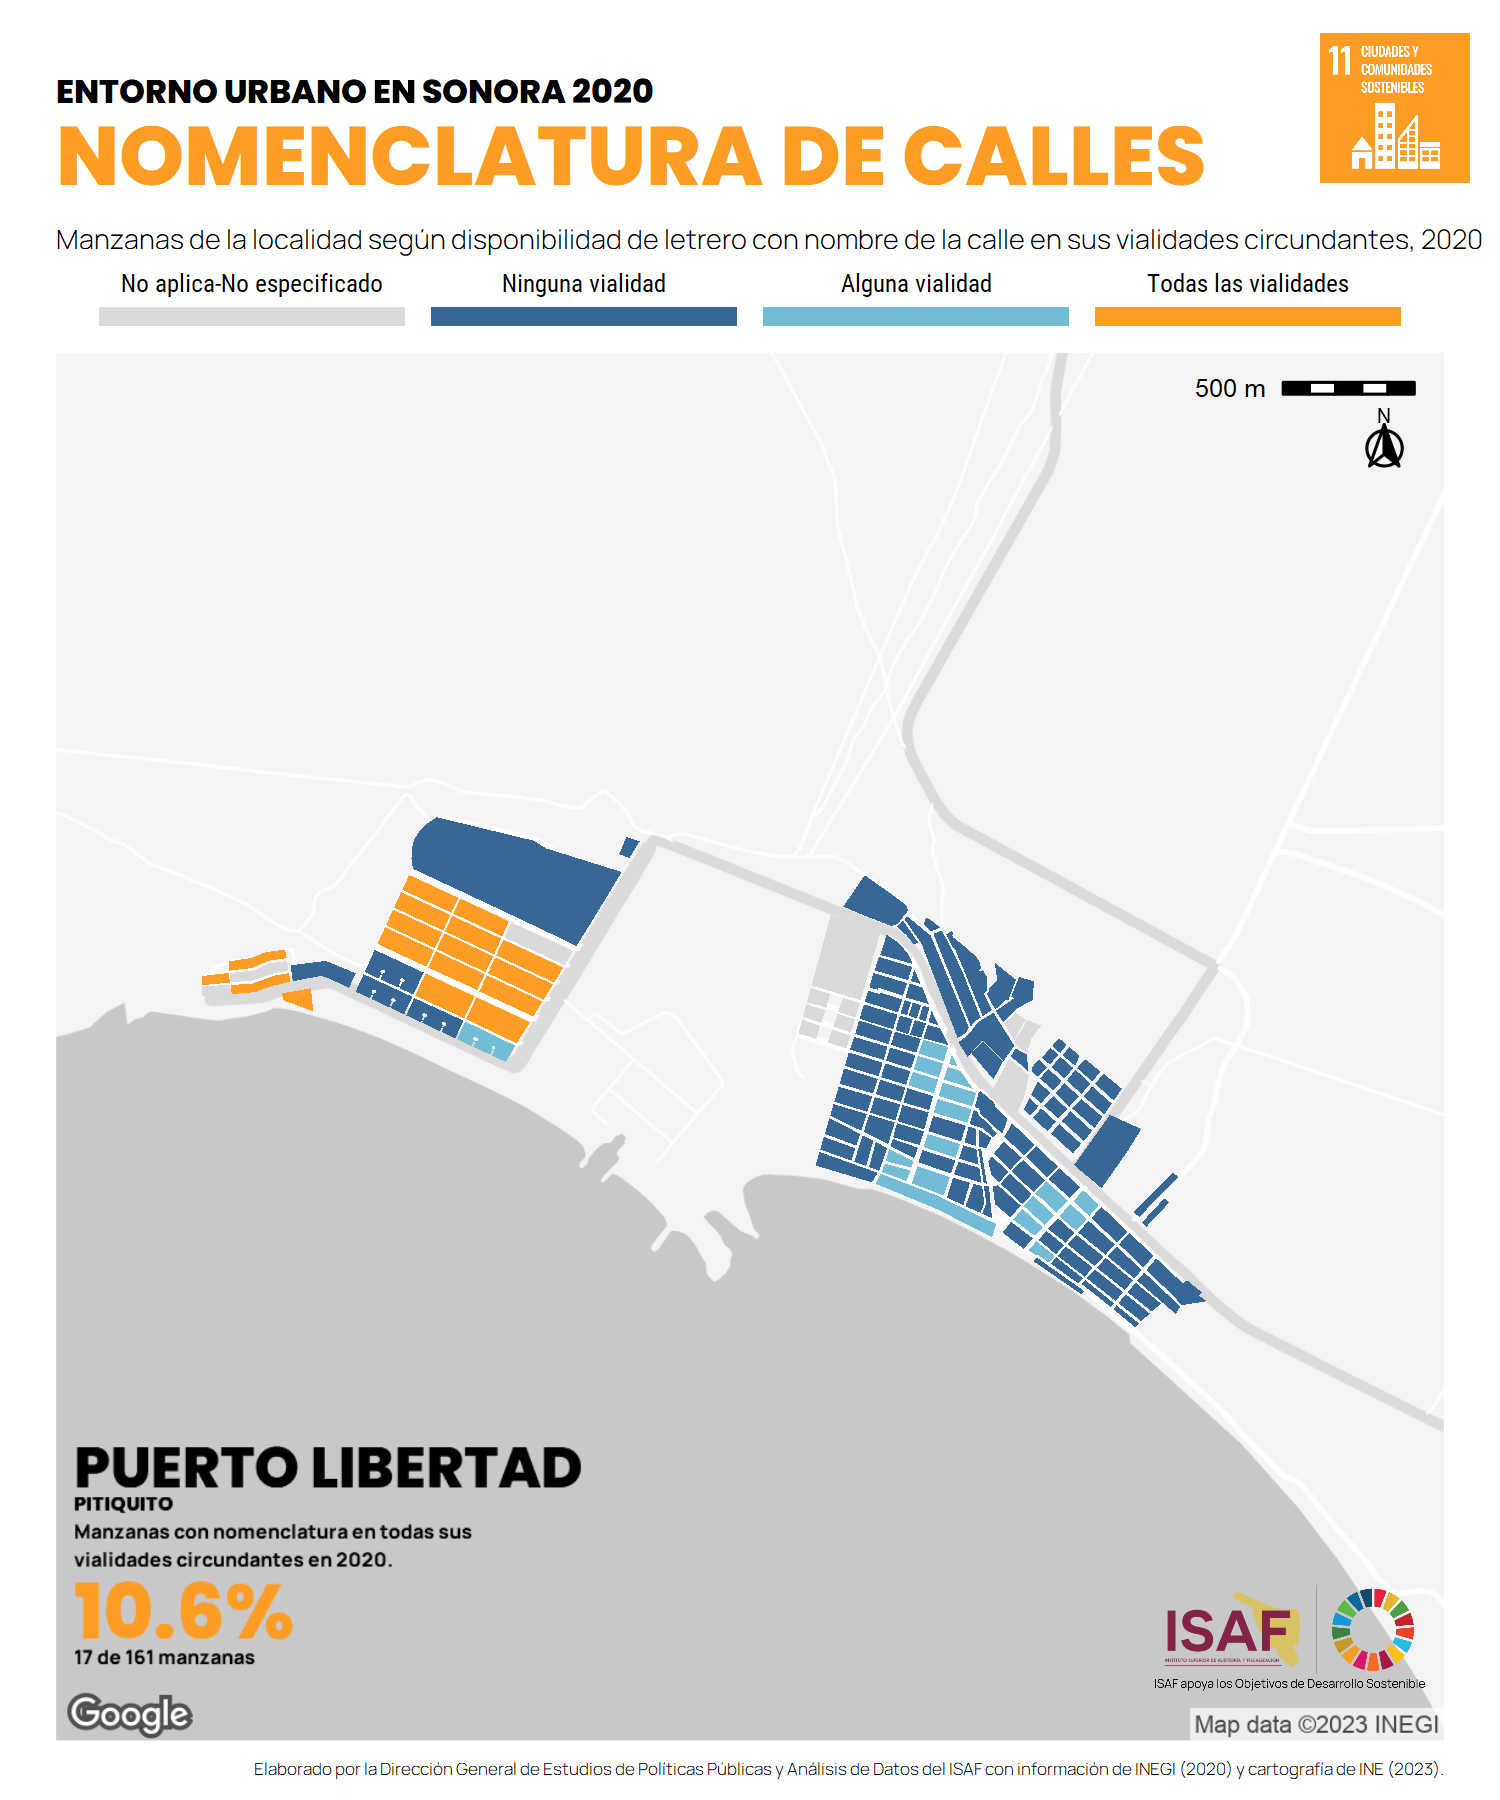 11 CIUDADES Y
COMUNIDADES
SOSTENIBLES
ENTORNO URBANO EN SONORA 2020
NOMENCLATURA DE CALLES
Manzanas de la localidad según disponibilidad de letrero con nombre de la calle en sus vialidades circundantes, 2020
No aplica-No especificado
Ninguna vialidad
Alguna vialidad
Todas las vialidades
500 m
N
PUERTO LIBERTAD
PITIQUITO
Manzanas con nomenclatura en todas sus
vialidades circundantes en 2020.
10.6%
17 de 161 manzanas
Google
ISAF
INSTITUTO SUPERIOR DE AUDITORÍA Y FISCALIZACIÓN
ISAF apoya los Objetivos de Desarrollo Sostenible
Map data ©2023 INEGI
Elaborado por la Dirección General de Estudios de Políticas Públicas y Análisis de Datos del ISAF con información de INEGI (2020) y cartografía de INE (2023).